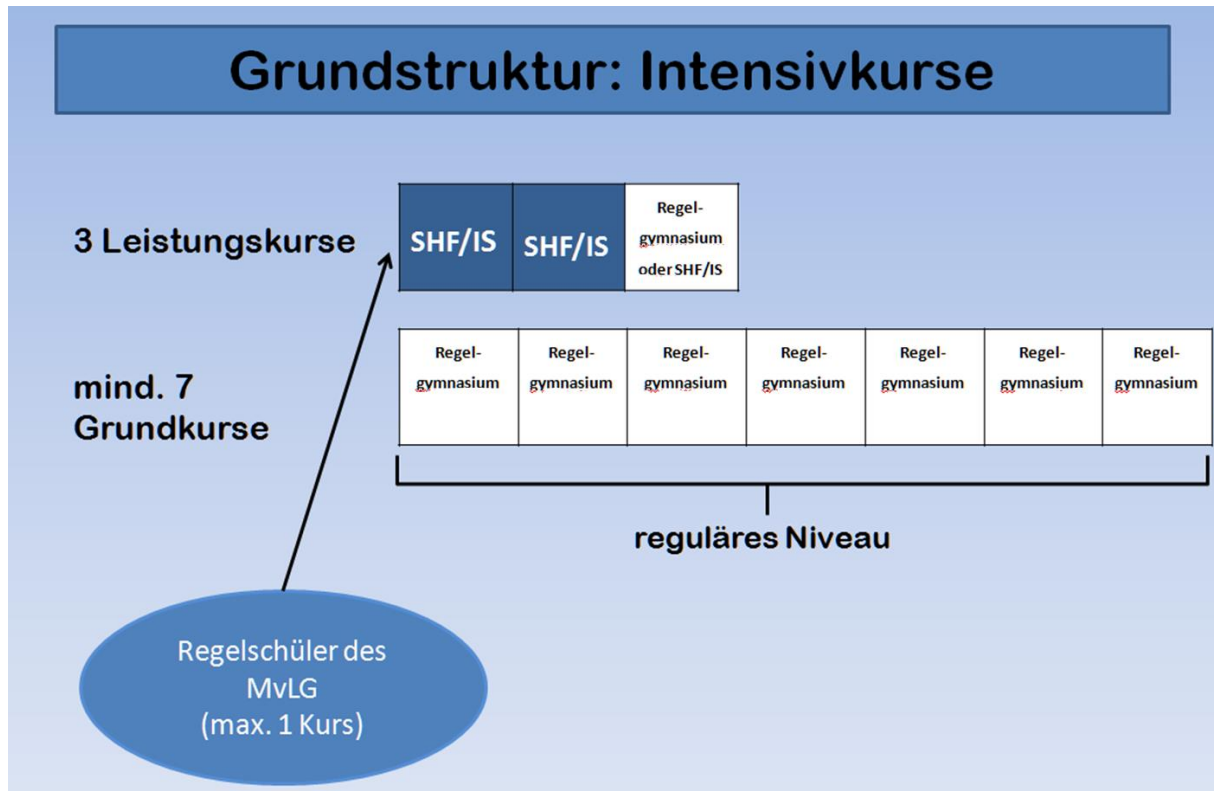 Grundstruktur: Intensivkurse
3 Leistungskurse
SHF/IS
SHF/IS
Regel-
gymnasium
oder SHF/IS
mind. 7
Grundkurse
Regel-
gymnasium
Regel-
gymnasium
Regel-
gymnasium
Regel-
gymnasium
Regel-
gymnasium
Regel-
gymnasium
Regel-
gymnasium
reguläres Niveau
Regelschüler des
MvLG
(max. 1 Kurs)